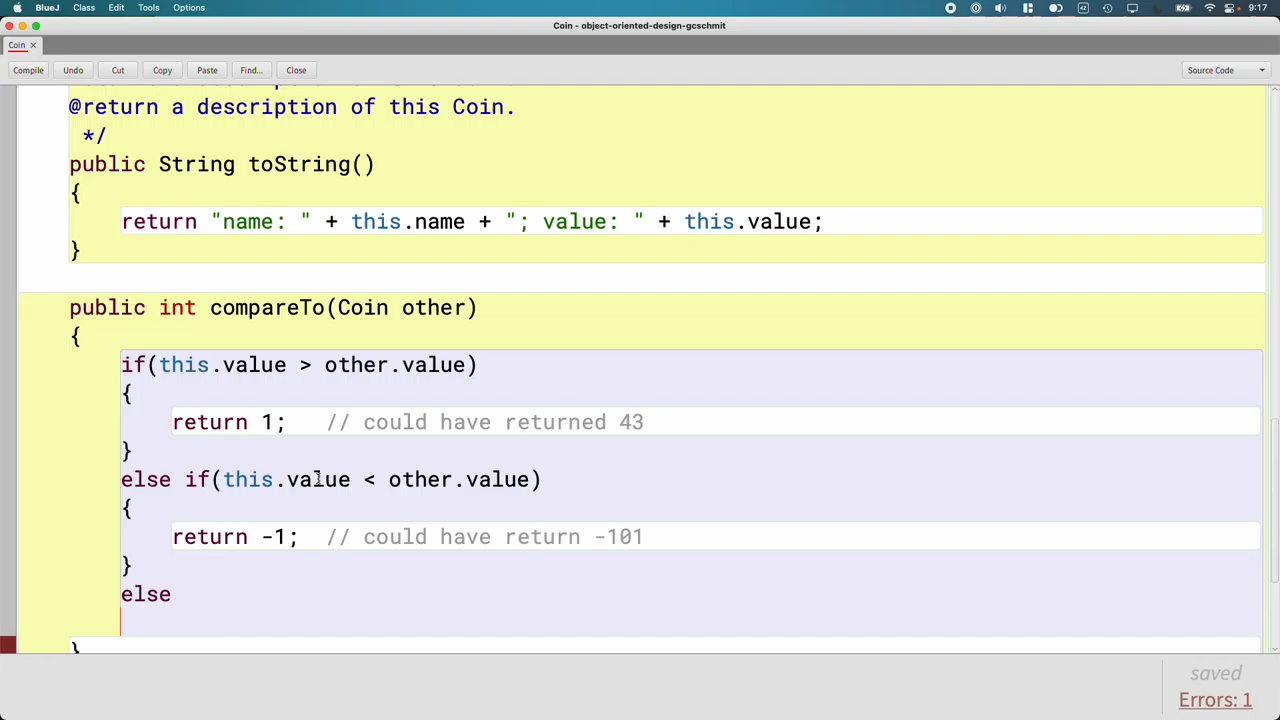 BlueJ Class Edit Tools Options 9:17
Coin - object-oriented-design-gcschmit
Coin ×
Compile Undo Cut Copy Paste Find... Close Source Code
@return a description of this Coin.
*/
public String toString()
{
return "name: " + this.name + "; value: " + this.value;
}
public int compareTo(Coin other)
{
if(this.value > other.value)
{
return 1; // could have returned 43
}
else if(this.value < other.value)
{
return -1; // could have return -101
}
else
}
saved
Errors: 1